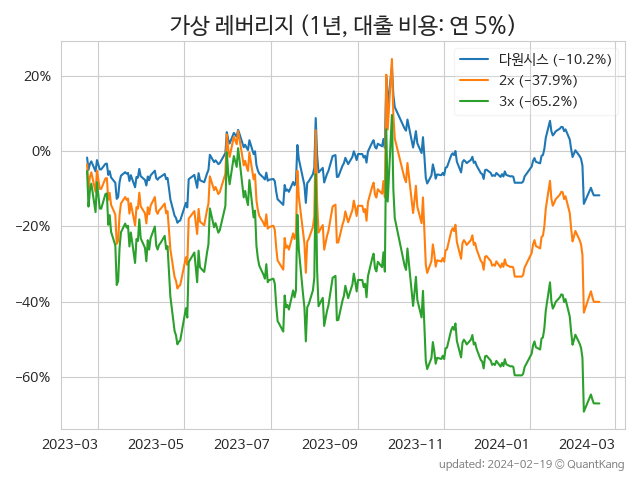 가상 레버리지 (1년, 대출 비용: 연 5%)
다원시스 (−10.2%)
2x (−37.9%)
3x (−65.2%)
20%
0%
−20%
−40%
−60%
2023-03 2023-05 2023-07 2023-09 2023-11 2024-01 2024-03
updated: 2024-02-19 © QuantKang